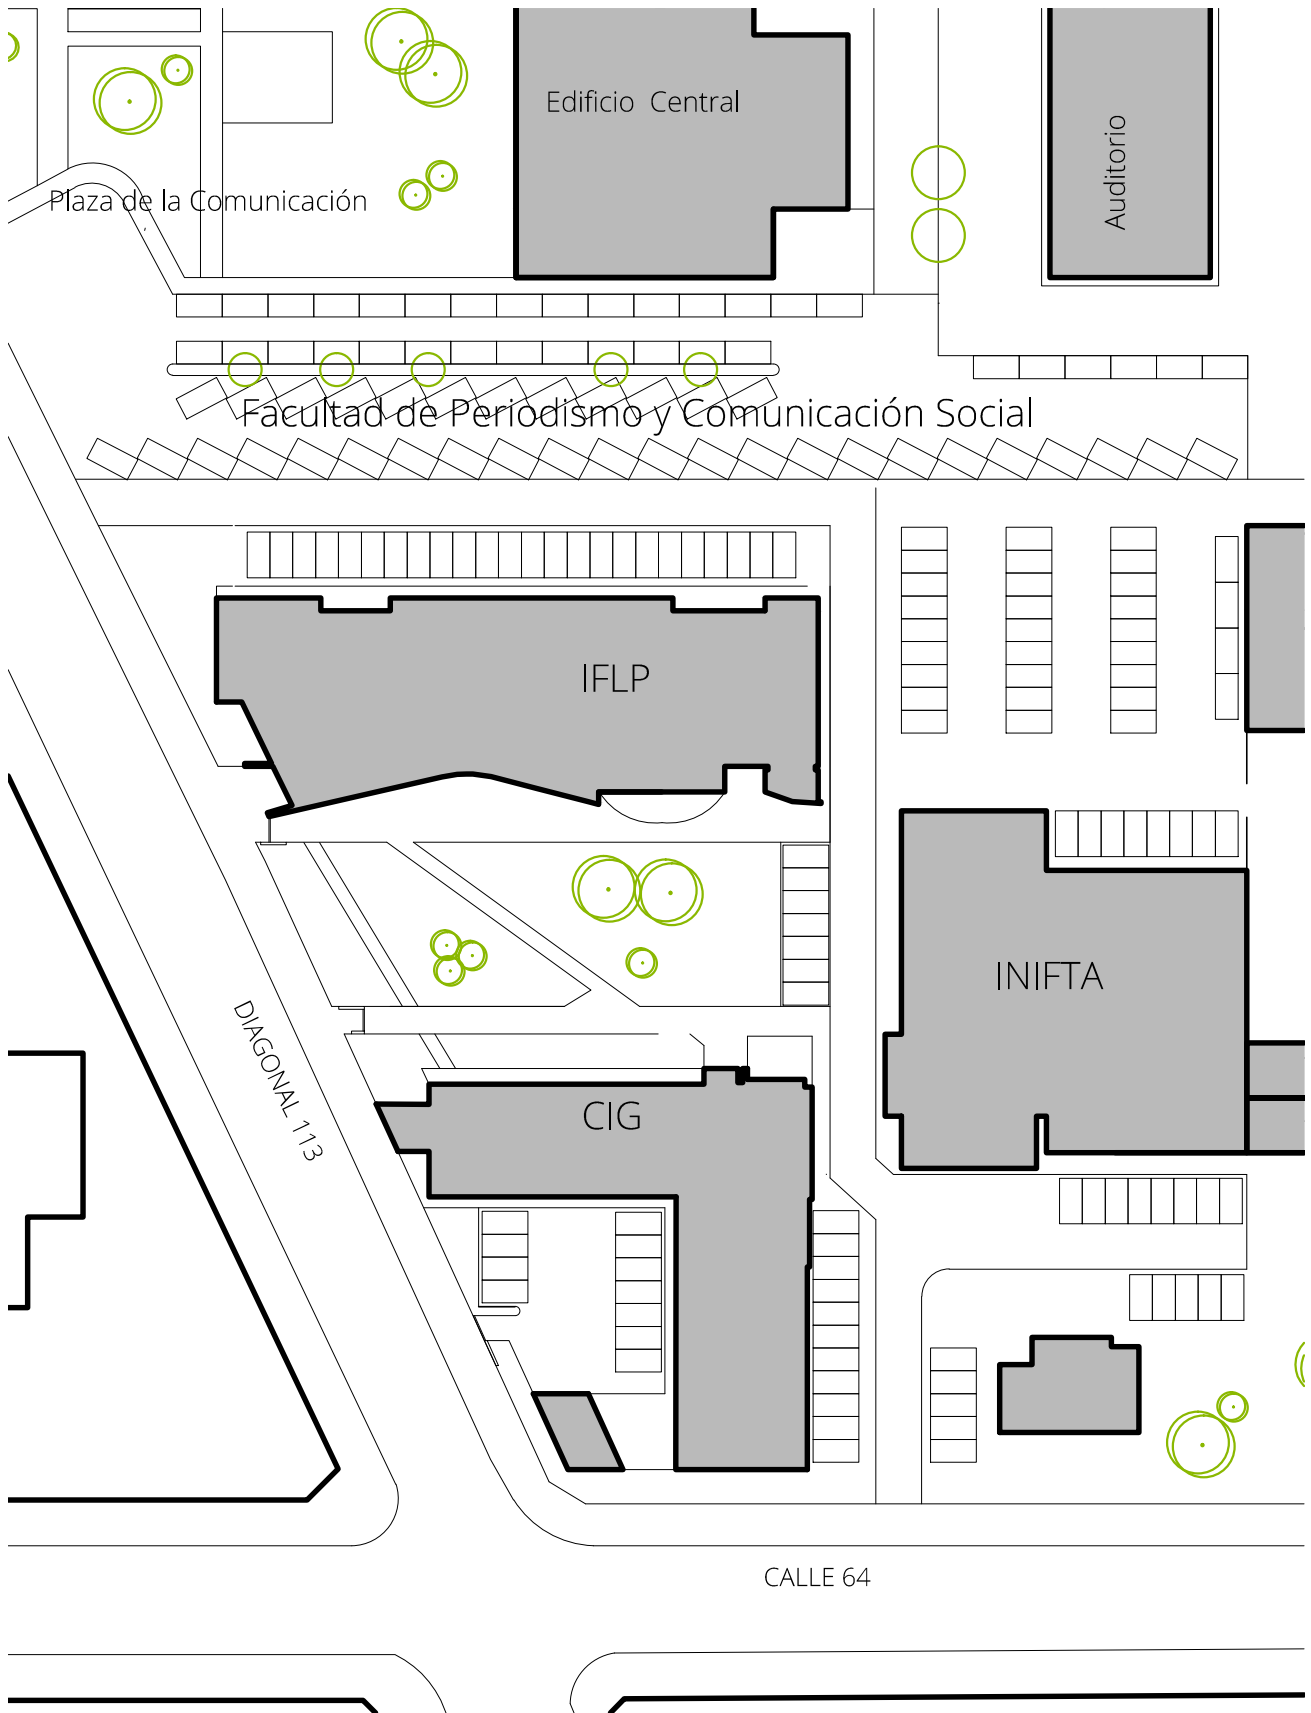 Edificio Central
Auditorio
Plaza de la Comunicación
Facultad de Periodismo y Comunicación Social
IFLP
INIFTA
DIAGONAL 113
CIG
CALLE 64